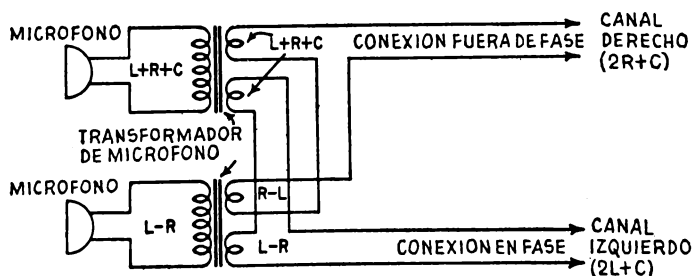 MICROFONO
L+R+C
L+R+C
CONEXION FUERA DE FASE
CANAL
DERECHO
(2R+C)
TRANSFORMADOR
DE MICROFONO
MICROFONO
L-R
R-L
L-R
CONEXION EN FASE
CANAL
IZQUIERDO
(2L+C)